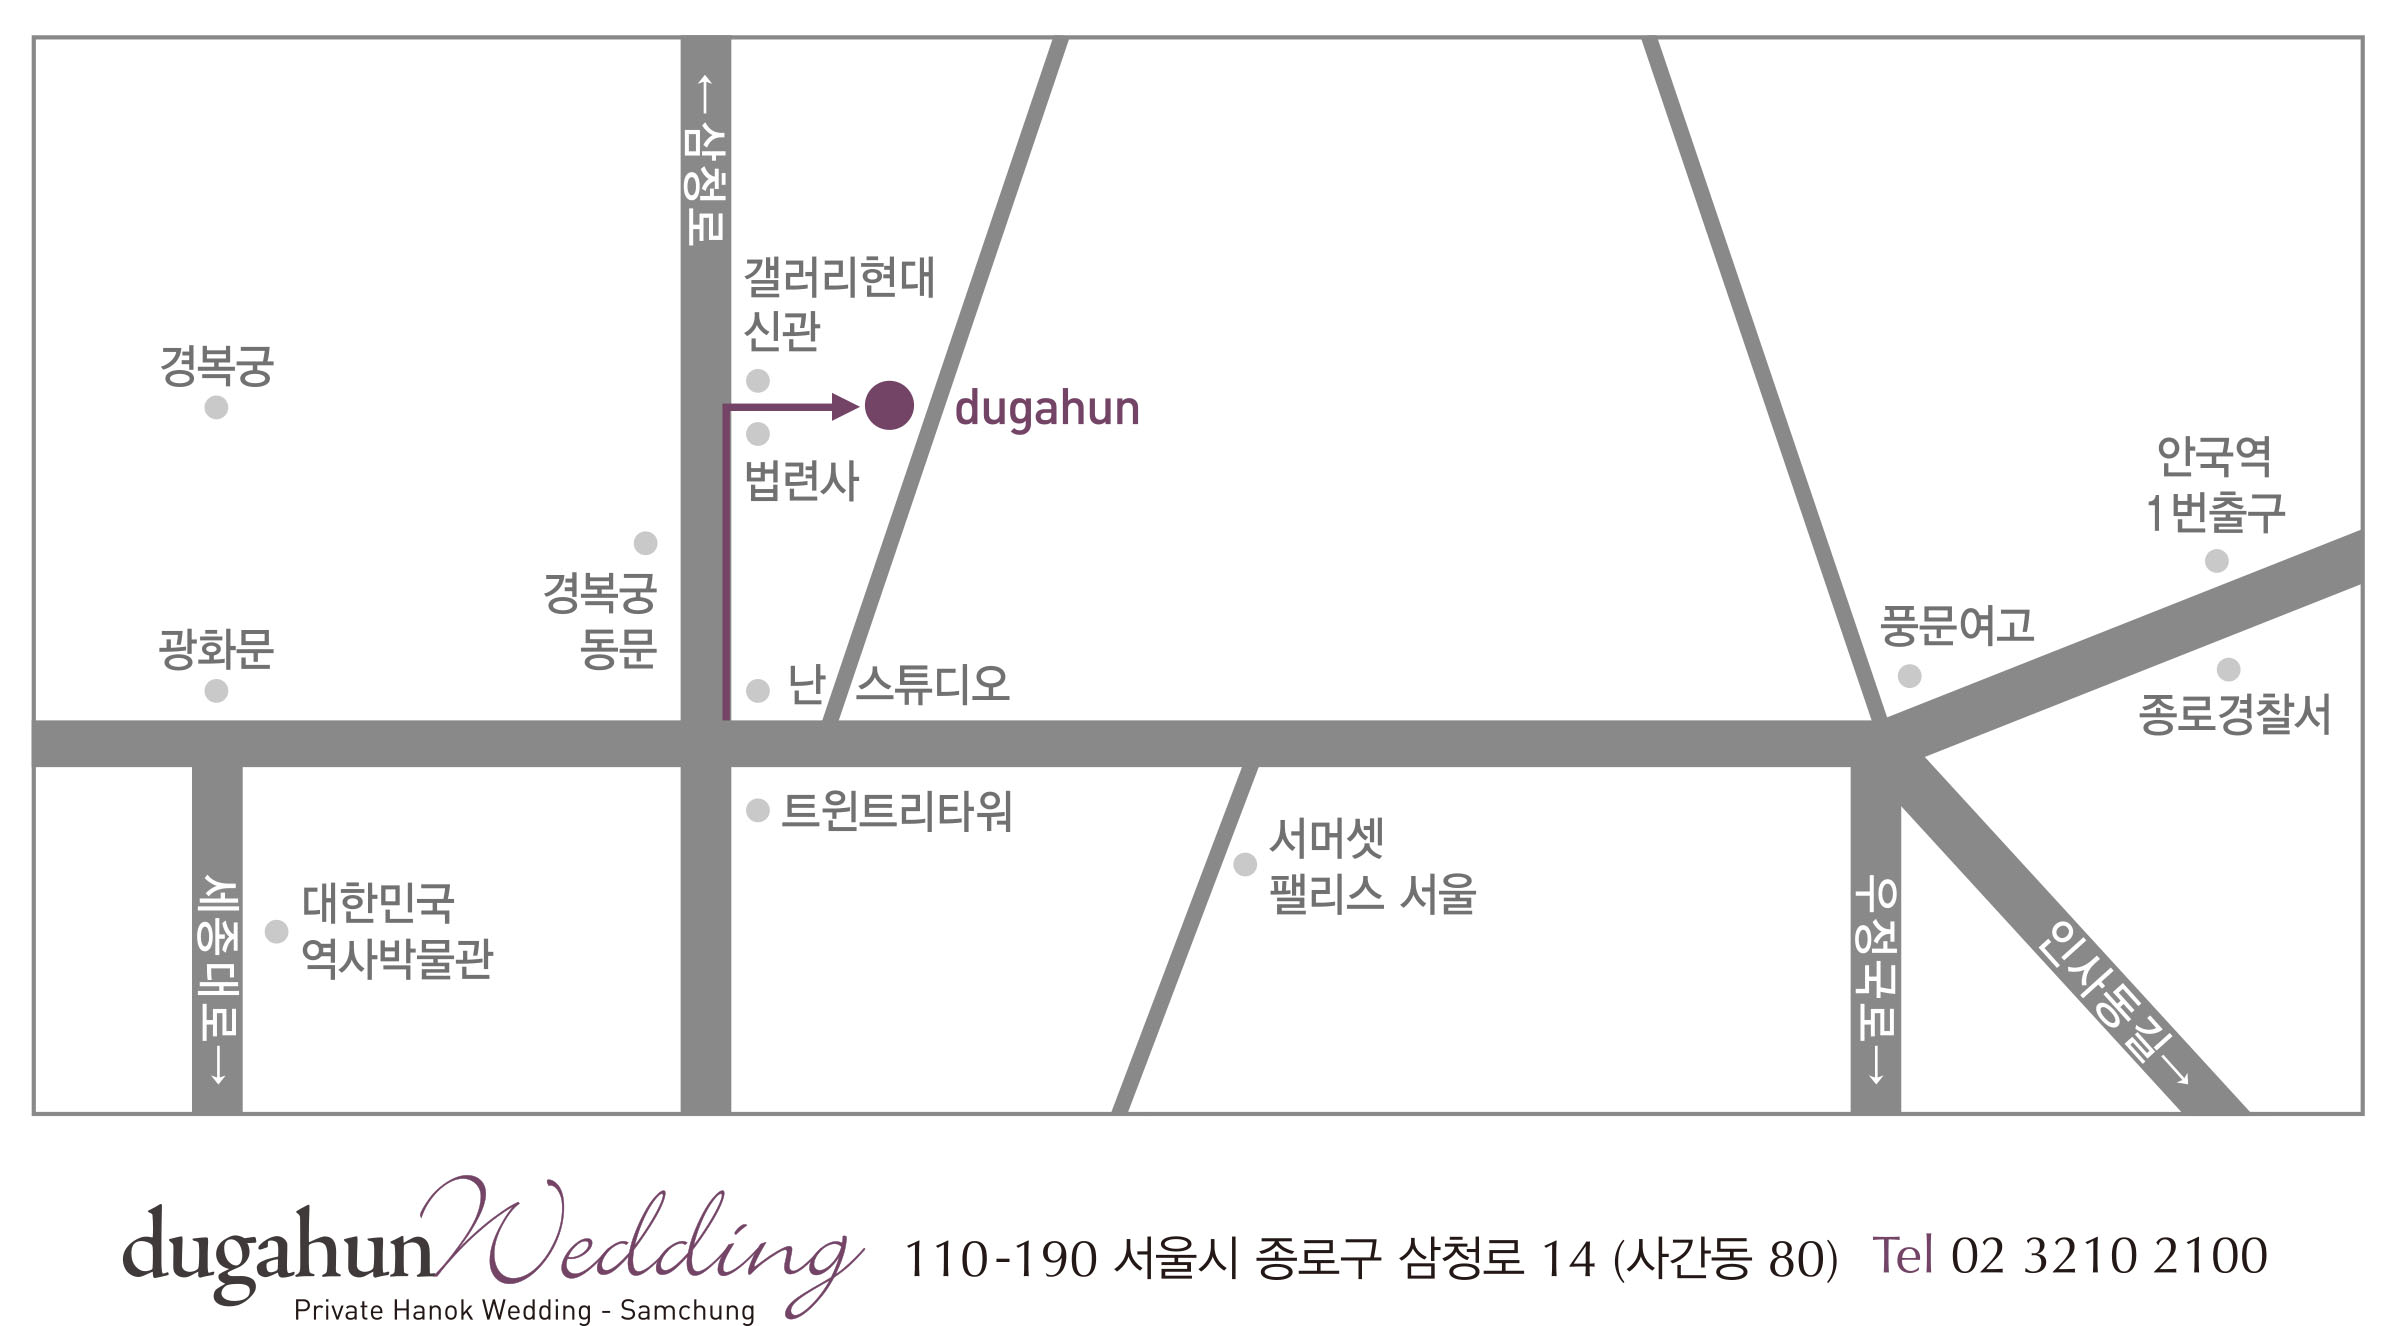 ←삼청로
갤러리현대
신관
경복궁
dugahun
법련사
안국역
1번출구
경복궁
동문
풍문여고
광화문
난 스튜디오
종로경찰서
트윈트리타워
서머셋
팰리스 서울
대한민국
역사박물관
세종대로→
우정국로→
인사동길→
dugahun Wedding
Private Hanok Wedding - Samchung
110-190 서울시 종로구 삼청로 14 (사간동 80) Tel 02 3210 2100